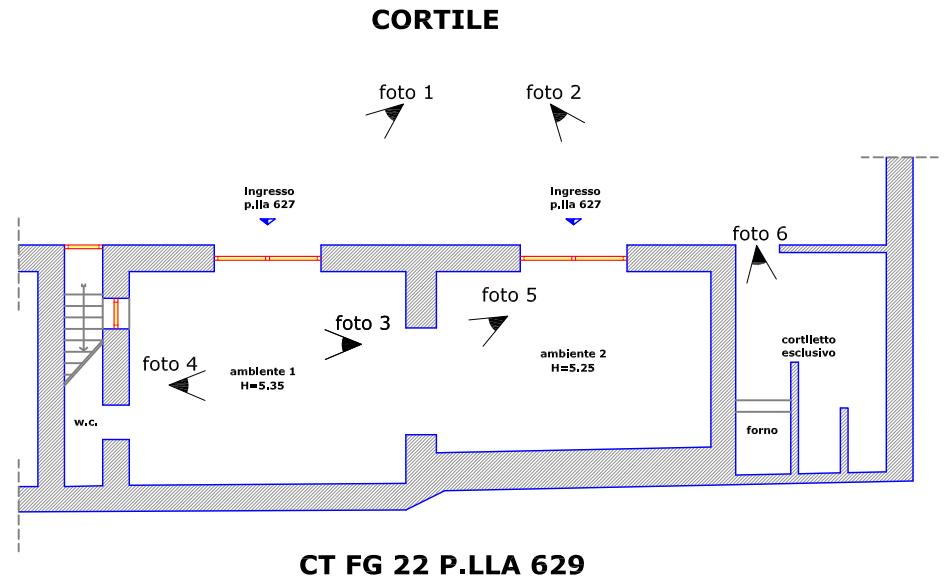 CORTILE
foto 1
foto 2
Ingresso
p.lla 627
Ingresso
p.lla 627
foto 6
foto 5
foto 3
foto 4
ambiente 1
H=5.35
ambiente 2
H=5.25
cortiletto
esclusivo
w.c.
forno
CT FG 22 P.LLA 629